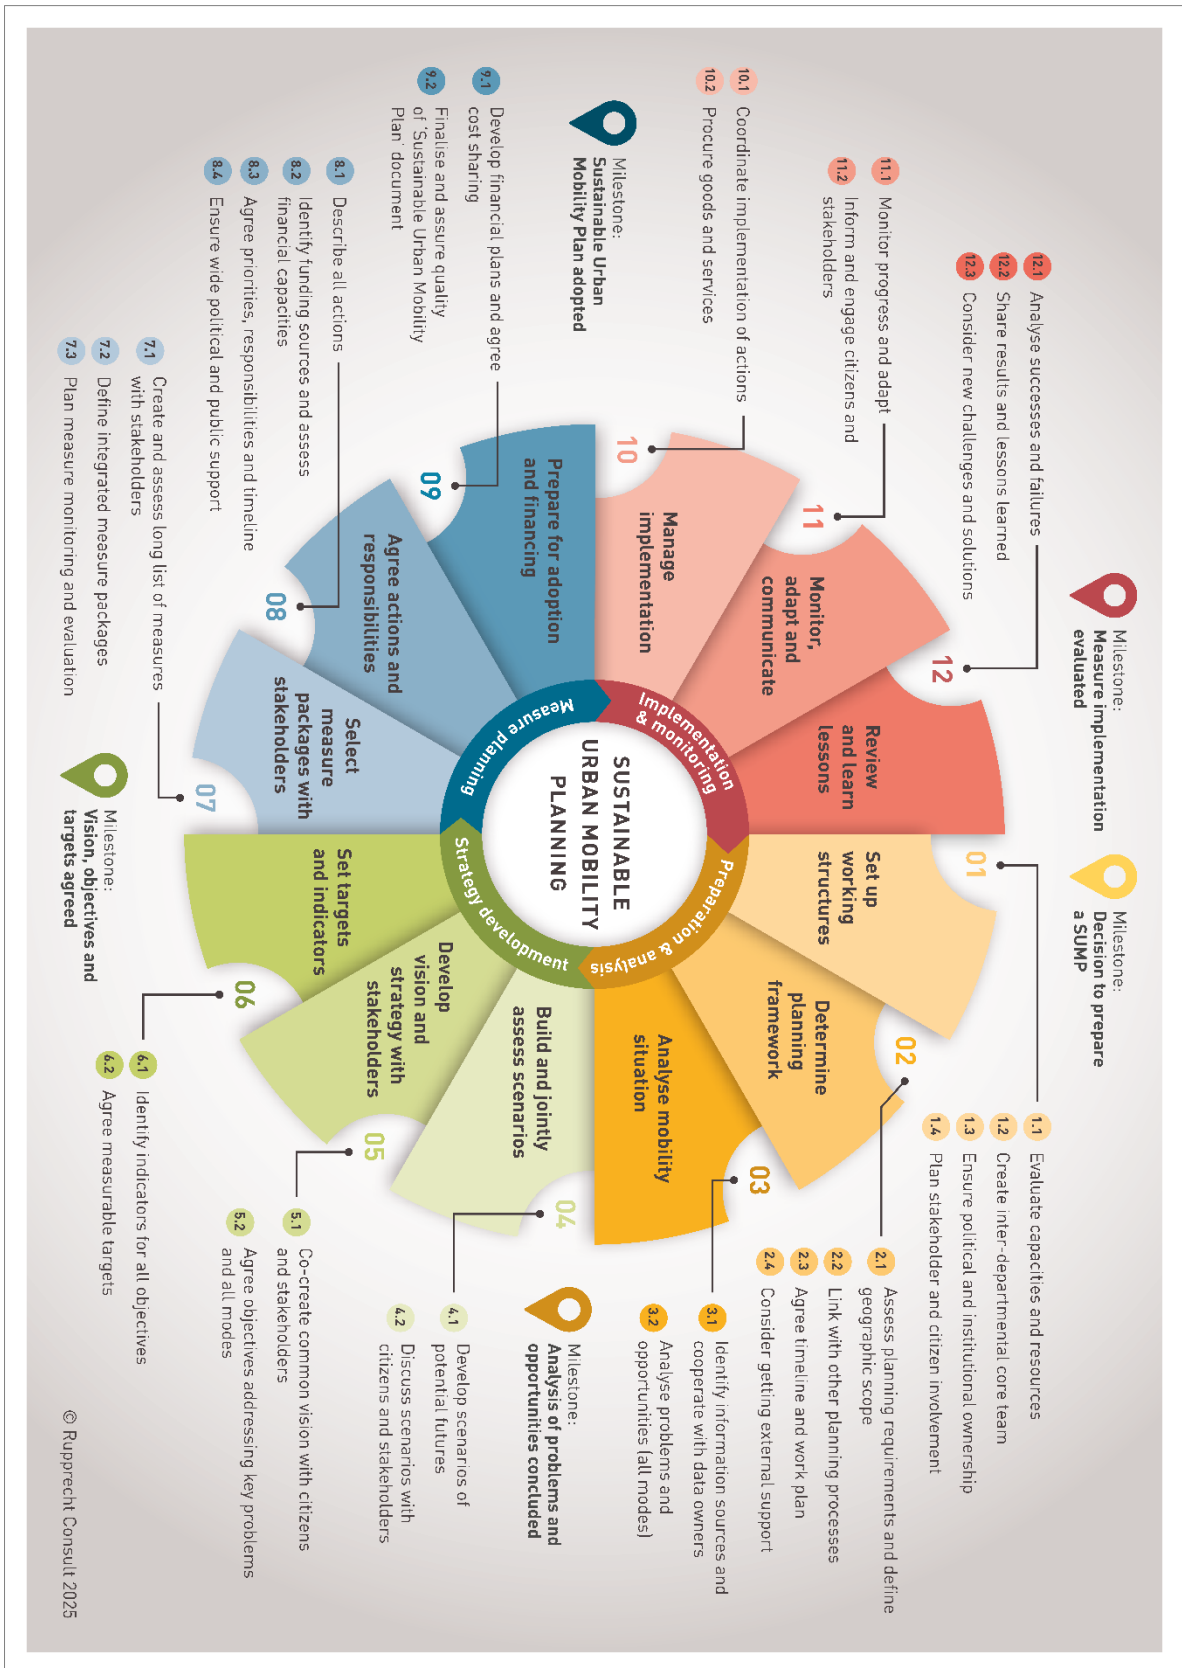 SUSTAINABLE
URBAN MOBILITY
PLANNING
Preparation & analysis
Strategy development
Measure planning
Implementation
& monitoring
Milestone:
Decision to prepare
a SUMP
01
Set up
working
structures
1.1 Evaluate capacities and resources
1.2 Create inter-departmental core team
1.3 Ensure political and institutional ownership
1.4 Plan stakeholder and citizen involvement
02
Determine
planning
framework
2.1 Assess planning requirements and define
geographic scope
2.2 Link with other planning processes
2.3 Agree timeline and work plan
2.4 Consider getting external support
03
Analyse mobility
situation
3.1 Identify information sources and
cooperate with data owners
3.2 Analyse problems and
opportunities (all modes)
Milestone:
Analysis of problems and
opportunities concluded
04
Build and jointly
assess scenarios
4.1 Develop scenarios of
potential futures
4.2 Discuss scenarios with
citizens and stakeholders
05
Develop
vision and
strategy with
stakeholders
5.1 Co-create common vision with citizens
and stakeholders
5.2 Agree objectives addressing key problems
and all modes
06
Set targets
and indicators
6.1 Identify indicators for all objectives
6.2 Agree measurable targets
Milestone:
Vision, objectives and
targets agreed
07
Select
measure
packages with
stakeholders
7.1 Create and assess long list of measures
with stakeholders
7.2 Define integrated measure packages
7.3 Plan measure monitoring and evaluation
08
Agree actions and
responsibilities
8.1 Describe all actions
8.2 Identify funding sources and assess
financial capacities
8.3 Agree priorities, responsibilities and timeline
8.4 Ensure wide political and public support
09
Prepare for adoption
and financing
9.1 Develop financial plans and agree
cost sharing
9.2 Finalise and assure quality
of ‘Sustainable Urban Mobility
Plan’ document
Milestone:
Sustainable Urban
Mobility Plan adopted
10
Manage
implementation
10.1 Coordinate implementation of actions
10.2 Procure goods and services
11
Monitor,
adapt and
communicate
11.1 Monitor progress and adapt
11.2 Inform and engage citizens and
stakeholders
12
Review
and learn
lessons
12.1 Analyse successes and failures
12.2 Share results and lessons learned
12.3 Consider new challenges and solutions
Milestone:
Measure implementation
evaluated
© Rupprecht Consult 2025